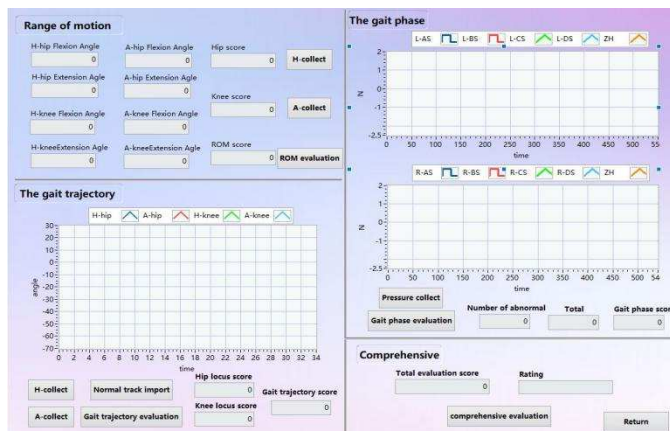 Range of motion
H-hip Flexion Angle A-hip Flexion Angle Hip score
0 0 0 H-collect
H-hip Extension Agle A-hip Extension Agle
0 0 Knee score
0 A-collect
H-knee Flexion Angle A-knee Flexion Angle
0 0
H-kneeExtension Agle A-kneeExtension Agle ROM score
0 0 0 ROM evaluation
The gait trajectory
H-hip A-hip H-knee A-knee
30
20
10
0
-10
-20
-30
-40
-50
-60
-70
angle
0 2 4 6 8 10 12 14 16 18 20 22 24 26 28 30 32 34
time
Hip locus score
H-collect Normal track import 0 Gait trajectory score
Knee locus score 0
A-collect Gait trajectory evaluation 0
The gait phase
L-AS L-BS L-CS L-DS ZH
2
1
0
-1
-2.5
N
0 50 100 150 200 250 300 350 400 450 500 54
time
R-AS R-BS R-CS R-DS ZH
2
1
0
-1
-2.5
N
0 50 100 150 200 250 300 350 400 450 500 54
time
Pressure collect
Number of abnormal Total Gait phase scor
Gait phase evaluation 0 0 0
Comprehensive
Total evaluation score Rating
0
comprehensive evaluation Return